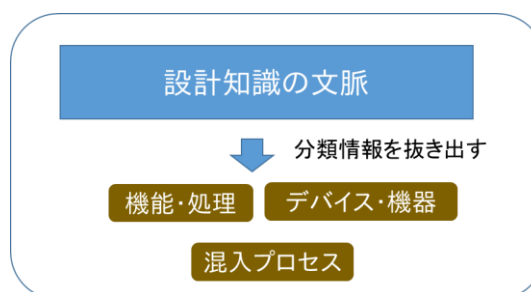 設計知識の文脈
分類情報を抜き出す
機能・処理
デバイス・機器
混入プロセス